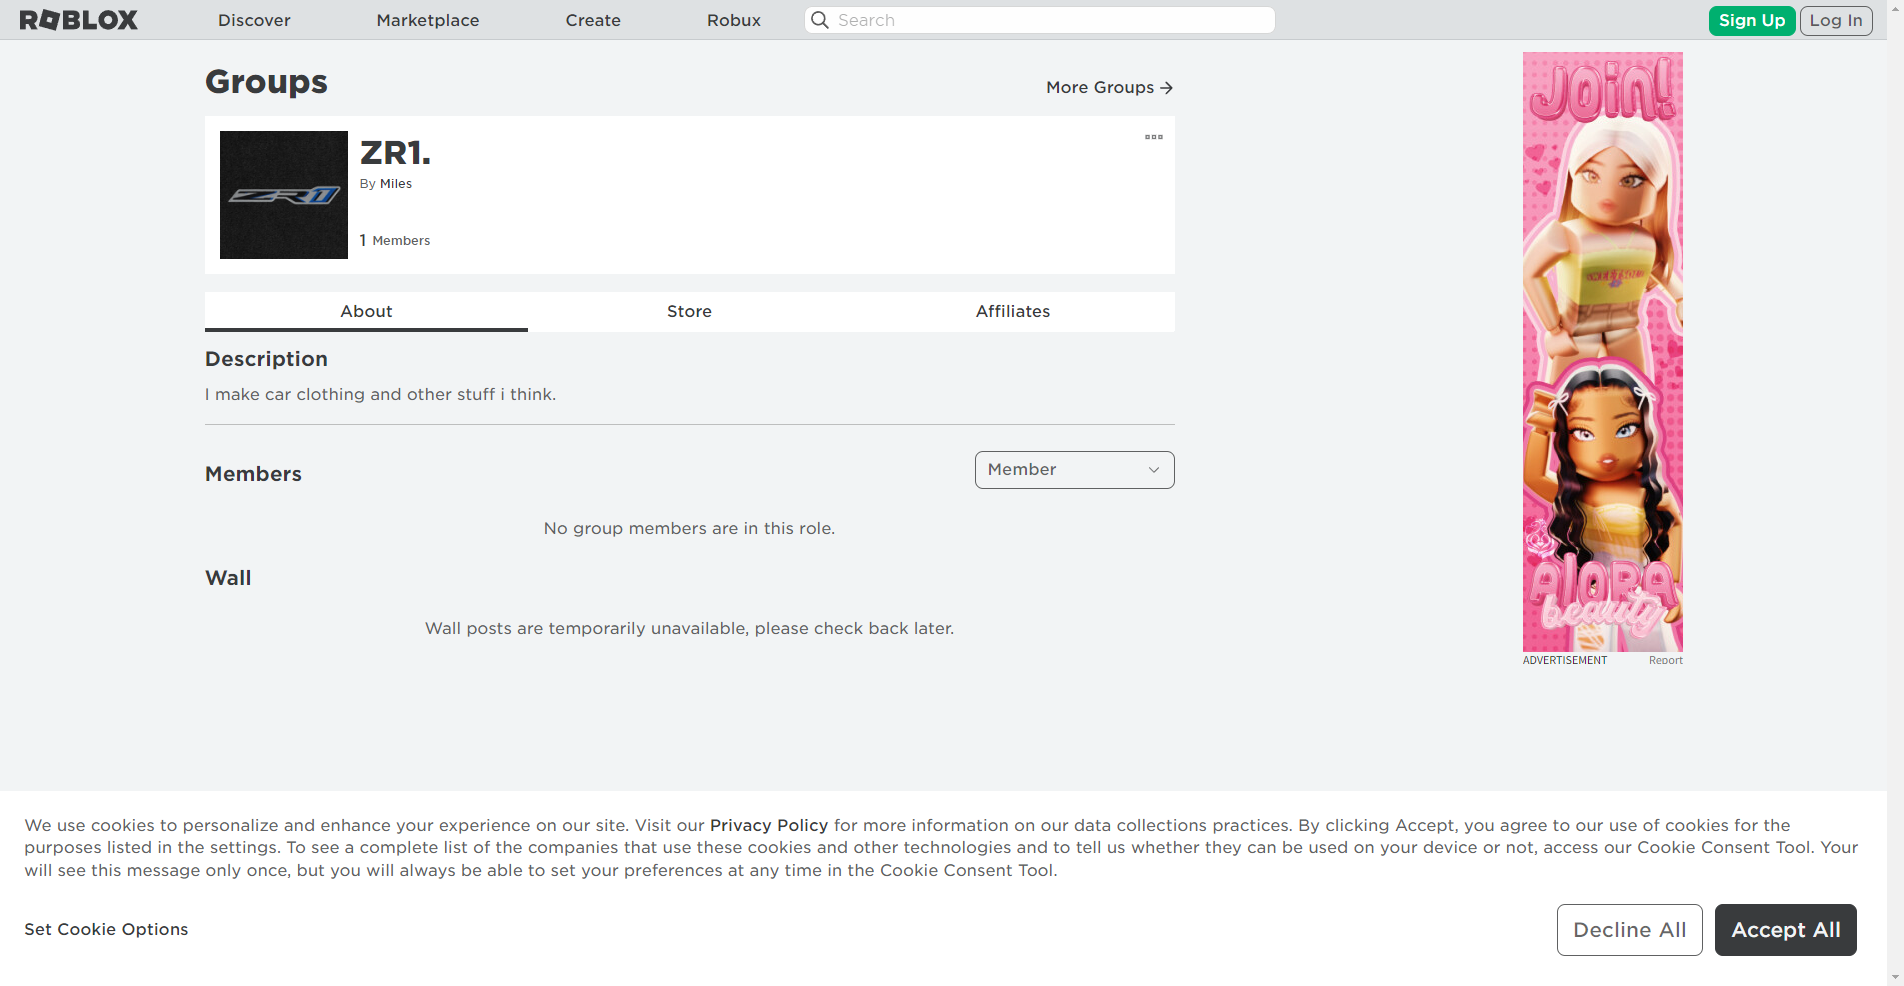 ROBLOX
Discover
Marketplace
Create
Robux
Search
Sign Up
Log In
Groups
More Groups
ZR1
ZR1.
By Miles
1 Members
About
Store
Affiliates
Description
I make car clothing and other stuff i think.
Members
Member
No group members are in this role.
Wall
Wall posts are temporarily unavailable, please check back later.
JOIN!
SWEET SOUL
ALORA
beauty
ADVERTISEMENT
Report
We use cookies to personalize and enhance your experience on our site. Visit our Privacy Policy for more information on our data collections practices. By clicking Accept, you agree to our use of cookies for the
purposes listed in the settings. To see a complete list of the companies that use these cookies and other technologies and to tell us whether they can be used on your device or not, access our Cookie Consent Tool. Your
will see this message only once, but you will always be able to set your preferences at any time in the Cookie Consent Tool.
Set Cookie Options
Decline All
Accept All